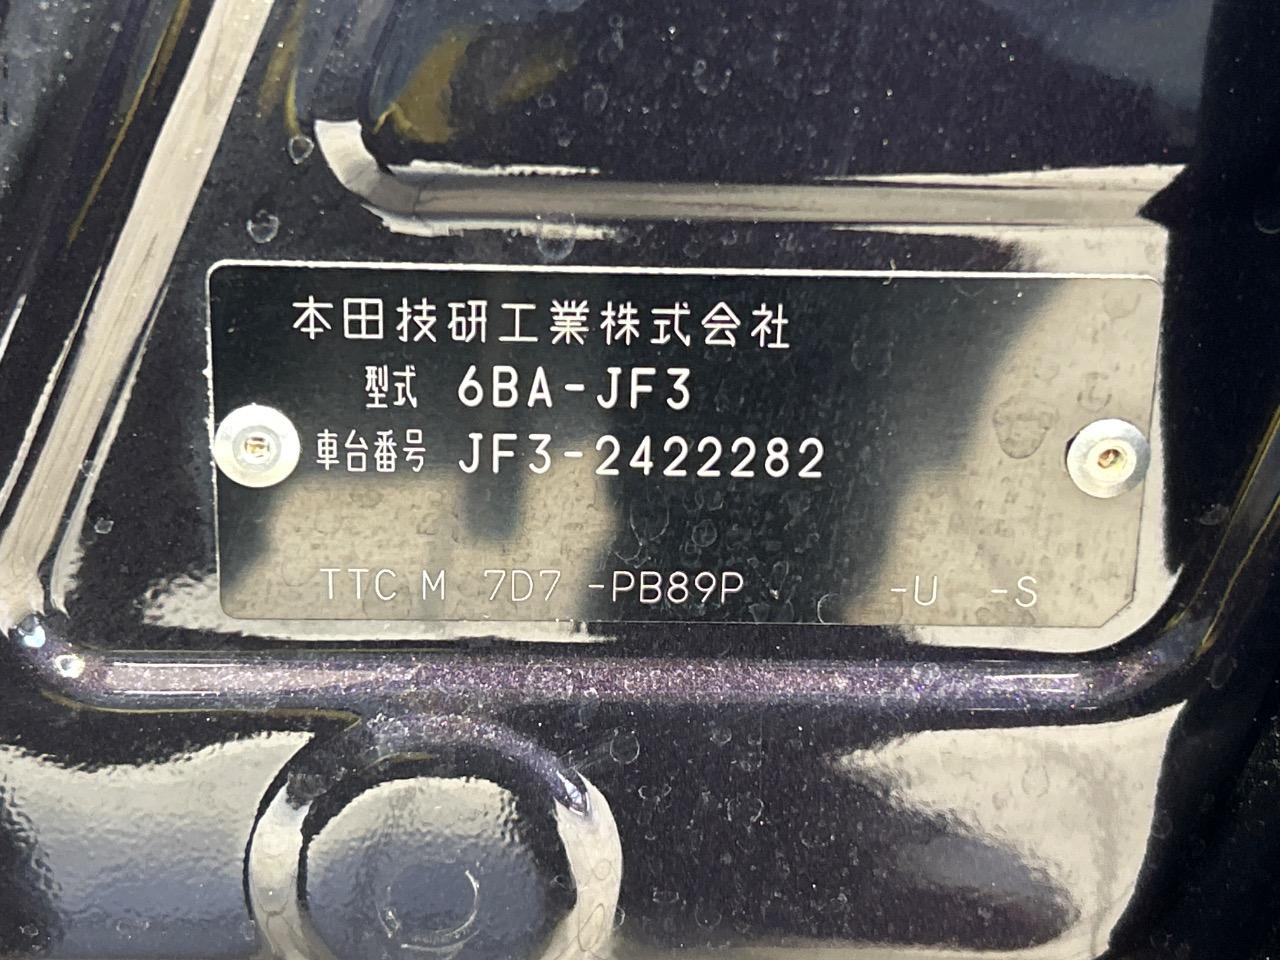 本田技研工業株式会社
型式 6BA-JF3
車台番号 JF3-2422282
TTC M 7D7 -PB89P -U -S